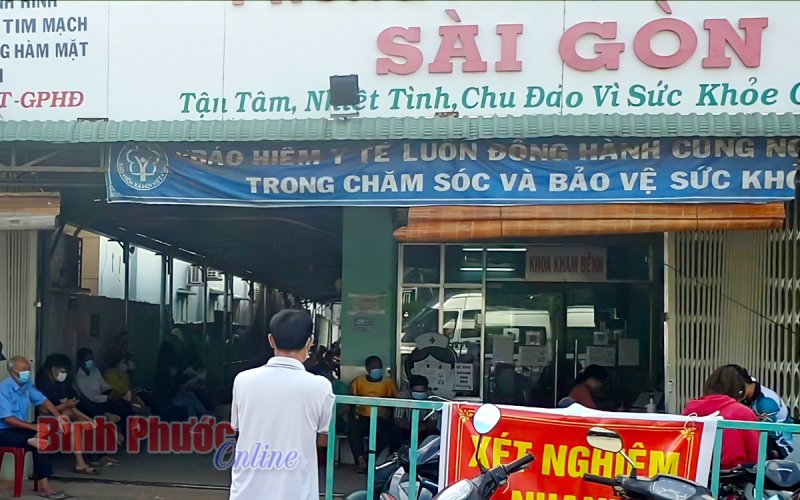 TIM MẠCH
HÀM MẶT
T-GPHĐ
SÀI GÒN
Tận Tâm, Nhiệt Tình, Chu Đáo Vì Sức Khỏe
BẢO HIỂM Y TẾ LUÔN ĐỒNG HÀNH CÙNG
TRONG CHĂM SÓC VÀ BẢO VỆ SỨC KHỎ
KHOA KHÁM BỆNH
Bình Phước
Online
XÉT NGHIỆM
NHANH